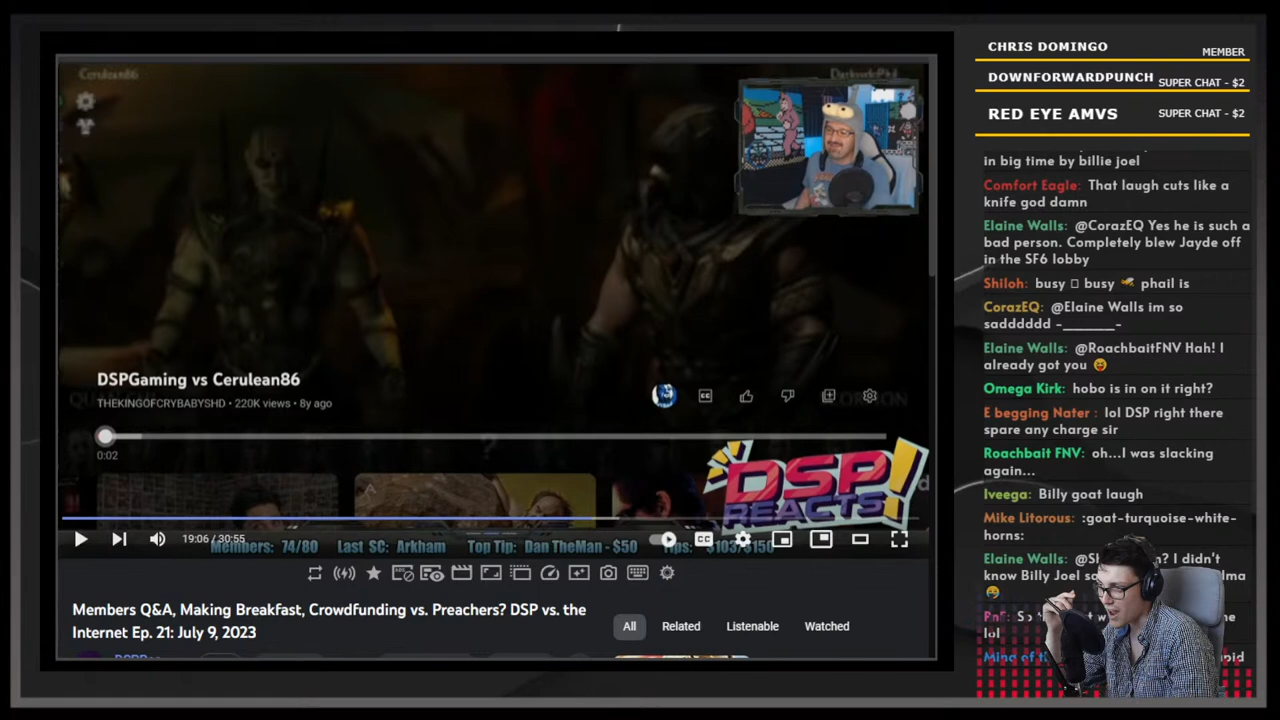 Cerulean86
DarksydePhil
DSPGaming vs Cerulean86
THEKINGOFCRYBABYSHD • 220K views • 8y ago
0:02
DSP
REACTS!
19:06 / 30:55
Members: 74/80 Last SC: Arkham Top Tip: Dan TheMan - $50 Tips: $103/$150
Members Q&A, Making Breakfast, Crowdfunding vs. Preachers? DSP vs. the
Internet Ep. 21: July 9, 2023
All Related Listenable Watched
CHRIS DOMINGO MEMBER
DOWNFORWARDPUNCH SUPER CHAT - $2
RED EYE AMVS SUPER CHAT - $2
in big time by billie joel
Comfort Eagle: That laugh cuts like a
knife god damn
Elaine Walls: @CorazEQ Yes he is such a
bad person. Completely blew Jayde off
in the SF6 lobby
Shiloh: busy busy phail is
CorazEQ: @Elaine Walls im so
sadddddd -_______-
Elaine Walls: @RoachbaitFNV Hah! I
already got you
Omega Kirk: hobo is in on it right?
E begging Nater : lol DSP right there
spare any charge sir
Roachbait FNV: oh...I was slacking
again...
Iveega: Billy goat laugh
Mike Litorous: :goat-turquoise-white-
horns:
Elaine Walls: I didn't
know Billy Joel
lol